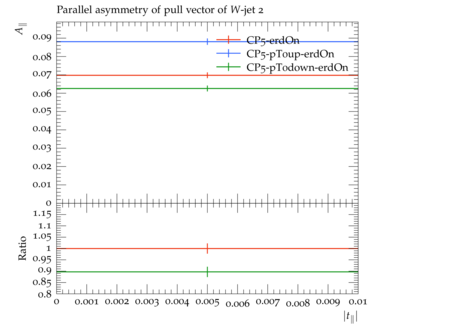 Parallel asymmetry of pull vector of W-jet 2
A∥
CP5-erdOn
CP5-pToup-erdOn
CP5-pTodown-erdOn
0.09
0.08
0.07
0.06
0.05
0.04
0.03
0.02
0.01
0
Ratio
1.15
1.1
1.05
1
0.95
0.9
0.85
0.8
0 0.001 0.002 0.003 0.004 0.005 0.006 0.007 0.008 0.009 0.01
|t∥|